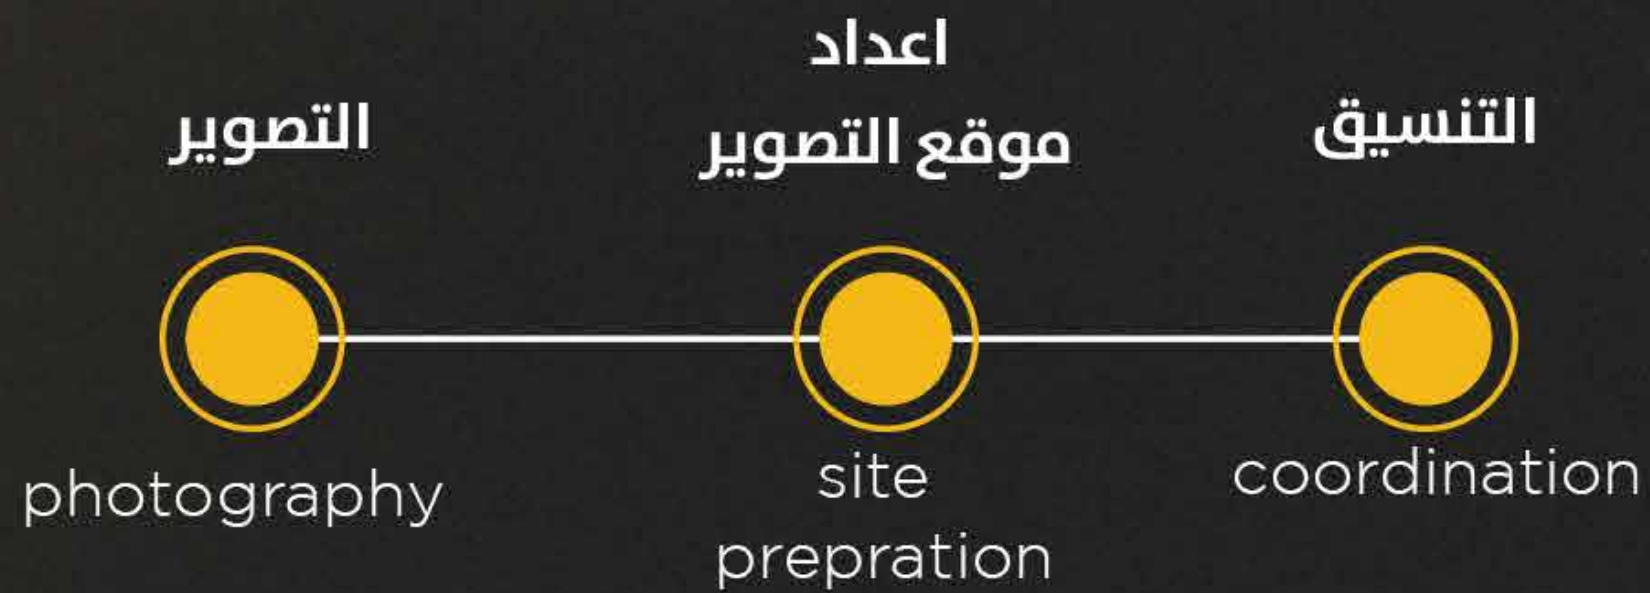 التنسيق
اعداد
موقع التصوير
التصوير
coordination
site
prepration
photography